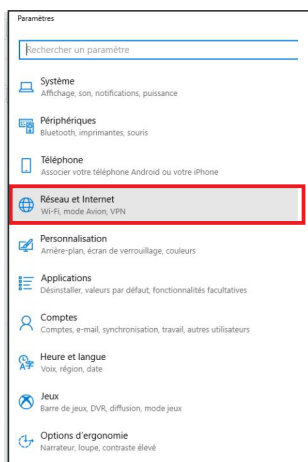 Paramètres
Rechercher un paramètre
Système
Affichage, son, notifications, puissance
Périphériques
Bluetooth, imprimantes, souris
Téléphone
Associer votre téléphone Android ou votre iPhone
Réseau et Internet
Wi-Fi, mode Avion, VPN
Personnalisation
Arrière-plan, écran de verrouillage, couleurs
Applications
Désinstaller, valeurs par défaut, fonctionnalités facultatives
Comptes
Comptes, e-mail, synchronisation, travail, autres utilisateurs
Heure et langue
Voix, région, date
Jeux
Barre de jeux, DVR, diffusion, mode jeux
Options d'ergonomie
Narrateur, loupe, contraste élevé